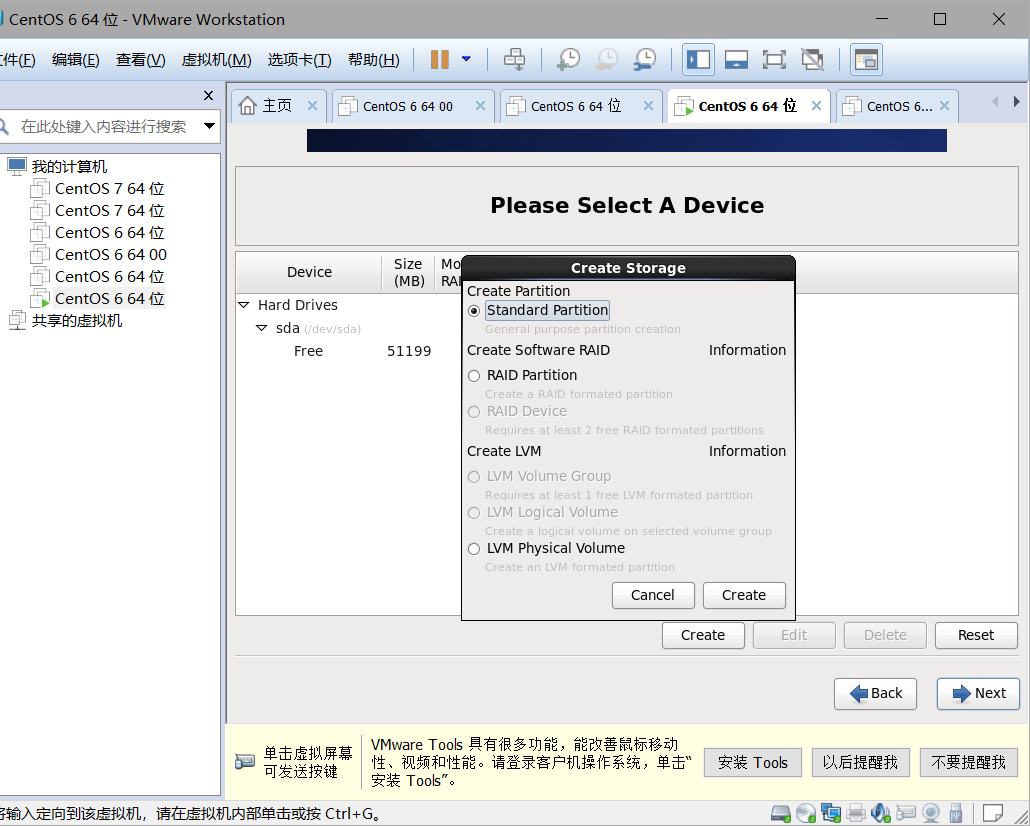 CentOS 6 64 位 - VMware Workstation
件(F) 编辑(E) 查看(V) 虚拟机(M) 选项卡(T) 帮助(H)
主页 CentOS 6 64 00 CentOS 6 64 位 CentOS 6 64 位 CentOS 6...
在此处键入内容进行搜索
我的计算机
CentOS 7 64 位
CentOS 7 64 位
CentOS 6 64 位
CentOS 6 64 00
CentOS 6 64 位
CentOS 6 64 位
共享的虚拟机
Please Select A Device
Device
Size
(MB)
Mo
RAI
Hard Drives
sda (/dev/sda)
Free 51199
Create Storage
Create Partition
Standard Partition
General purpose partition creation
Create Software RAID Information
RAID Partition
Create a RAID formated partition
RAID Device
Requires at least 2 free RAID formated partitions
Create LVM Information
LVM Volume Group
Requires at least 1 free LVM formated partition
LVM Logical Volume
Create a logical volume on selected volume group
LVM Physical Volume
Create an LVM formated partition
Cancel Create
Create Edit Delete Reset
Back Next
单击虚拟屏幕
可发送按键
VMware Tools 具有很多功能，能改善鼠标移动
性、视频和性能。请登录客户机操作系统，单击“
安装 Tools”。
安装 Tools 以后提醒我 不要提醒我
将输入定向到该虚拟机，请在虚拟机内部单击或按 Ctrl+G。